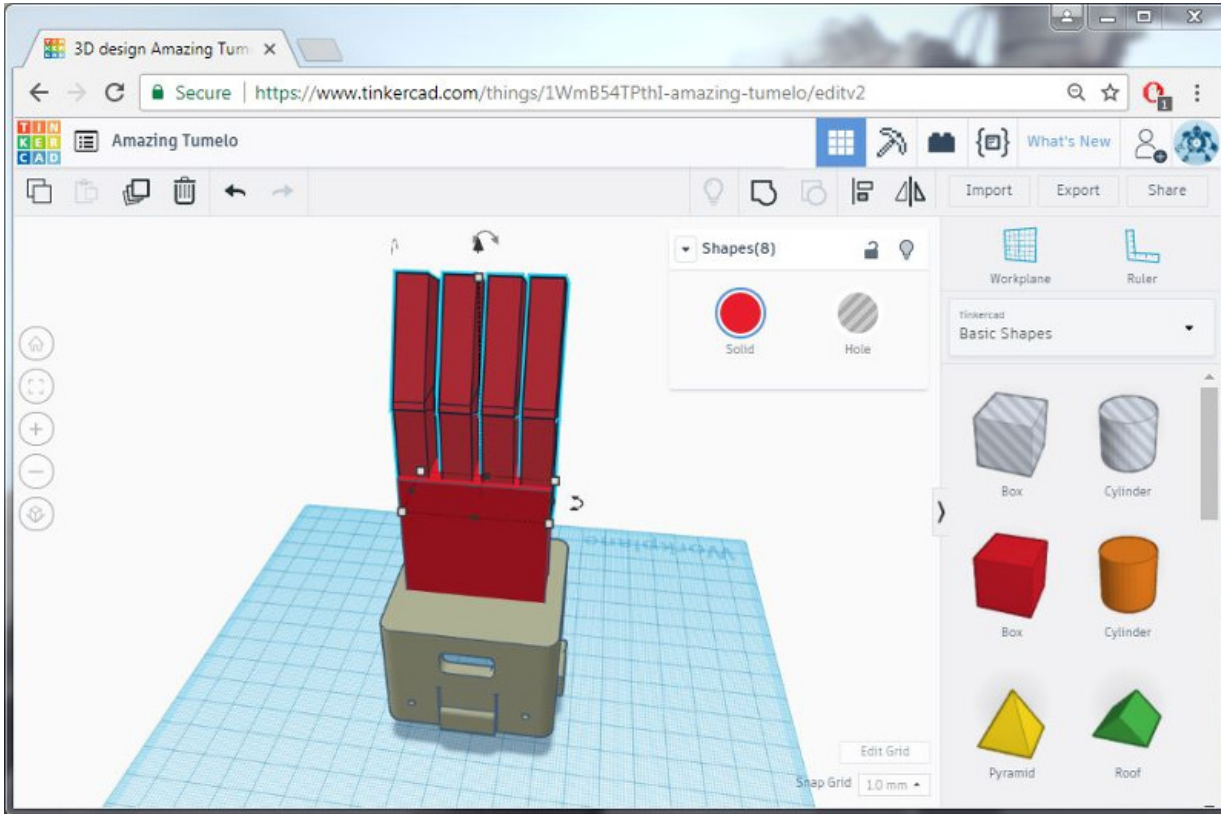 3D design Amazing Tum
Secure
https://www.tinkercad.com/things/1WmB54TPthI-amazing-tumelo/editv2
1
TIN
KER
CAD
Amazing Tumelo
What's New
Import
Export
Share
Shapes(8)
Solid
Hole
Workplane
Ruler
Tinkercad
Basic Shapes
Box
Cylinder
Box
Cylinder
Pyramid
Roof
Workplane
Edit Grid
Snap Grid
1.0 mm